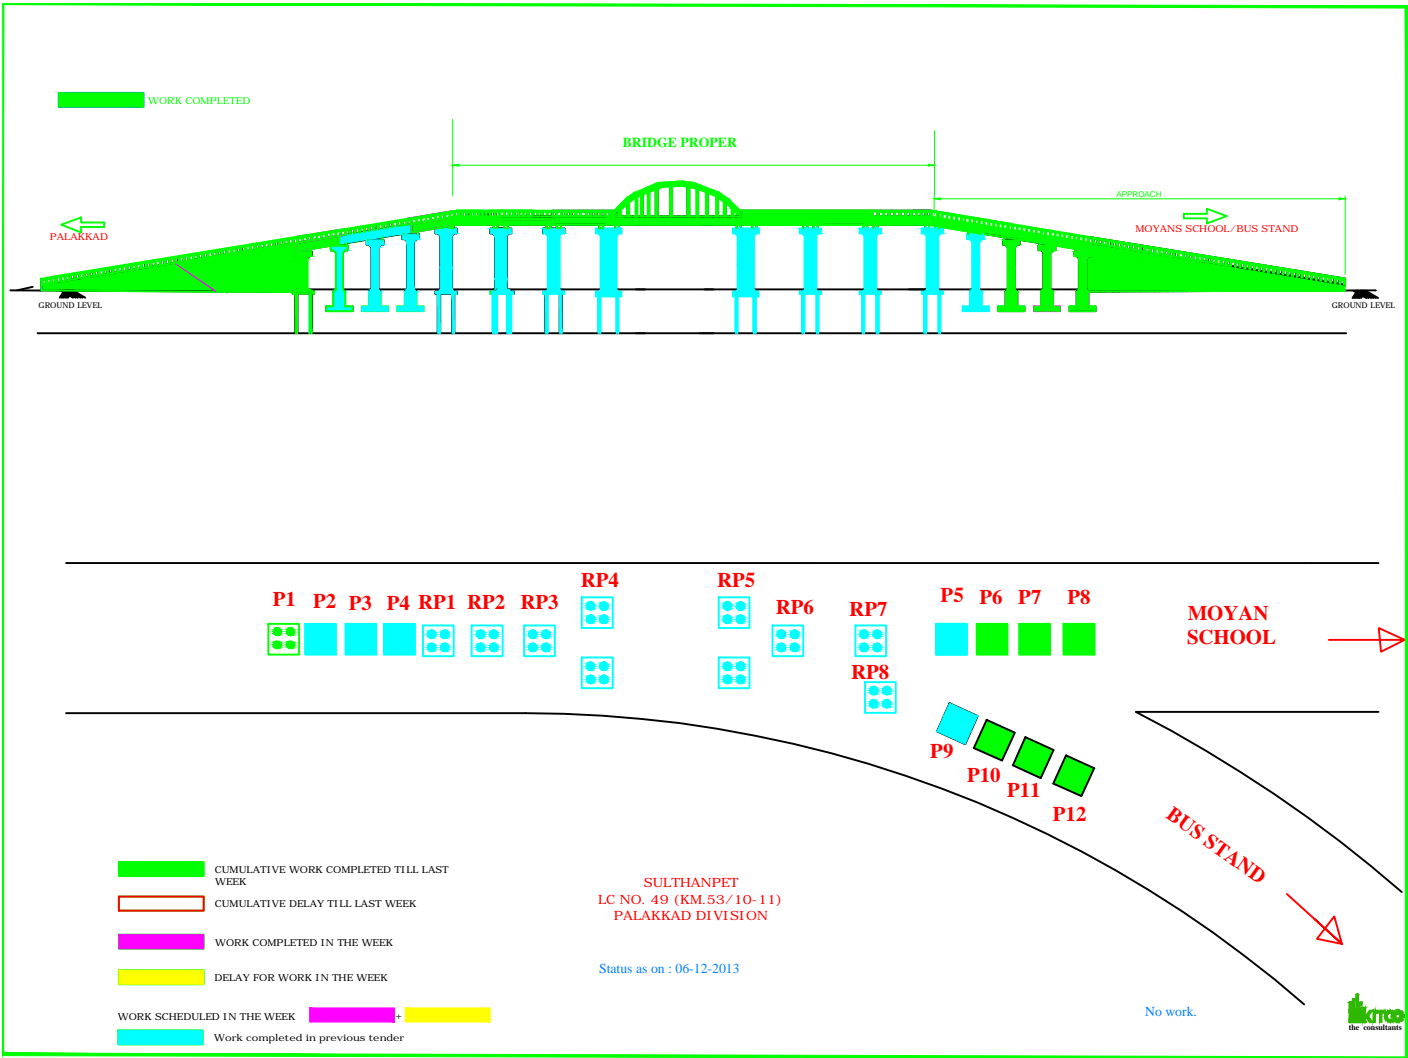 WORK COMPLETED
BRIDGE PROPER
APPROACH
PALAKKAD
MOYANS SCHOOL/BUS STAND
GROUND LEVEL
GROUND LEVEL
P1
P2
P3
P4
RP1
RP2
RP3
RP4
RP5
RP6
RP7
RP8
P5
P6
P7
P8
MOYAN
SCHOOL
P9
P10
P11
P12
BUS STAND
CUMULATIVE WORK COMPLETED TILL LAST
WEEK
CUMULATIVE DELAY TILL LAST WEEK
WORK COMPLETED IN THE WEEK
DELAY FOR WORK IN THE WEEK
WORK SCHEDULED IN THE WEEK +
Work completed in previous tender
SULTHANPET
LC NO. 49 (KM.53/10-11)
PALAKKAD DIVISION
Status as on : 06-12-2013
No work.
KITCO
the consultants